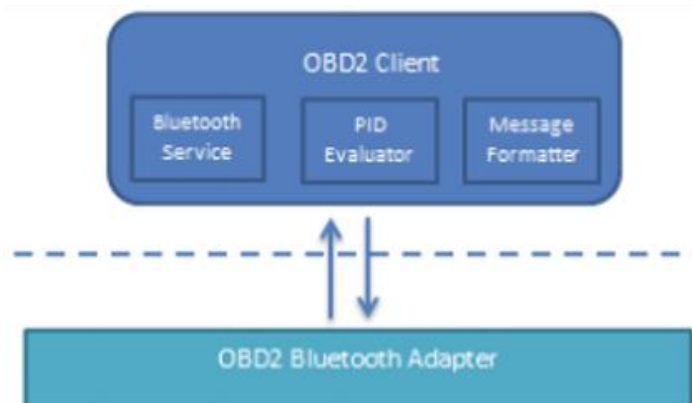 OBD2 Client
Bluetooth
Service
PID
Evaluator
Message
Formatter
OBD2 Bluetooth Adapter